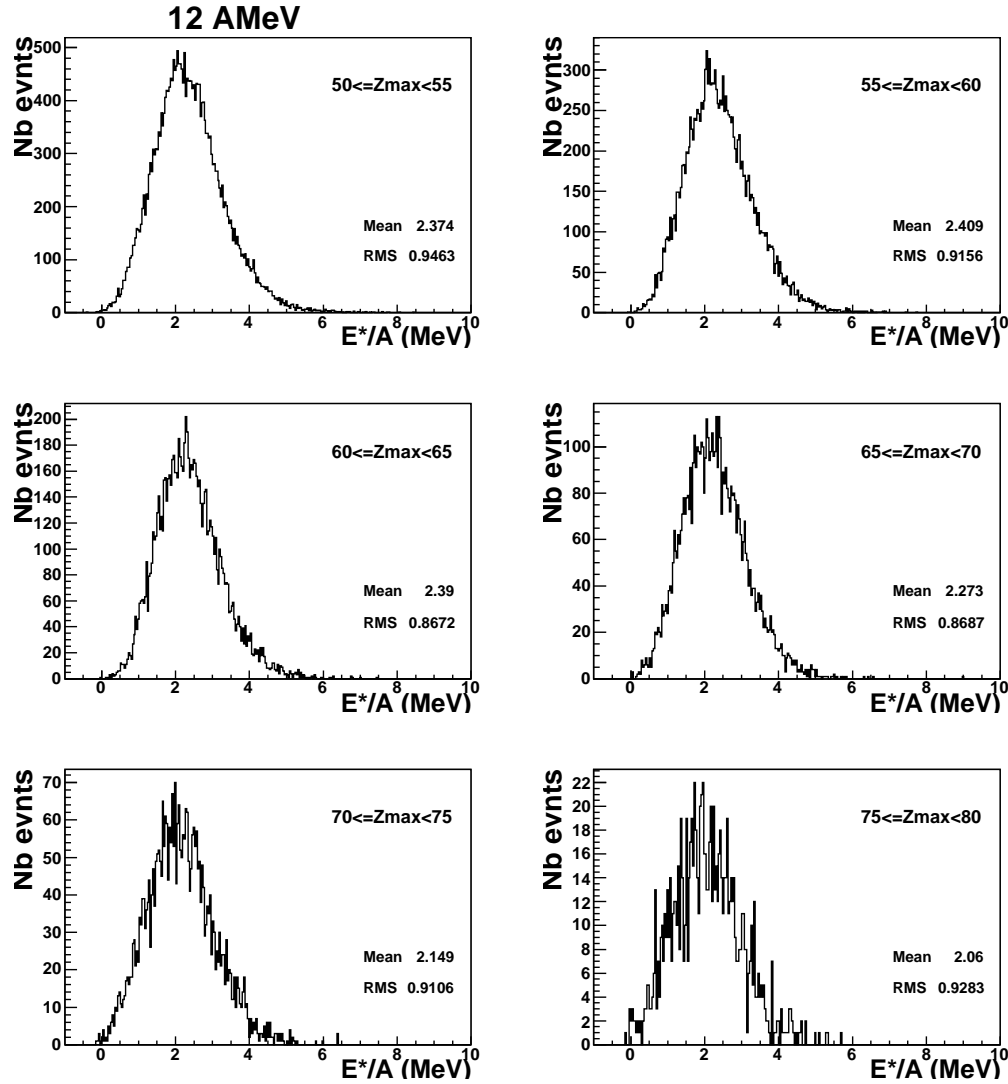 12 AMeV
Nb evnts
500
400
300
200
100
0
50<=Zmax<55
Mean 2.374
RMS 0.9463
0 2 4 6 8 10
E*/A (MeV)
Nb evnts
300
250
200
150
100
50
0
55<=Zmax<60
Mean 2.409
RMS 0.9156
0 2 4 6 8 10
E*/A (MeV)
Nb evnts
200
180
160
140
120
100
80
60
40
20
0
60<=Zmax<65
Mean 2.39
RMS 0.8672
0 2 4 6 8 10
E*/A (MeV)
Nb evnts
100
80
60
40
20
0
65<=Zmax<70
Mean 2.273
RMS 0.8687
0 2 4 6 8 10
E*/A (MeV)
Nb evnts
70
60
50
40
30
20
10
0
70<=Zmax<75
Mean 2.149
RMS 0.9106
0 2 4 6 8 10
E*/A (MeV)
Nb evnts
22
20
18
16
14
12
10
8
6
4
2
0
75<=Zmax<80
Mean 2.06
RMS 0.9283
0 2 4 6 8 10
E*/A (MeV)